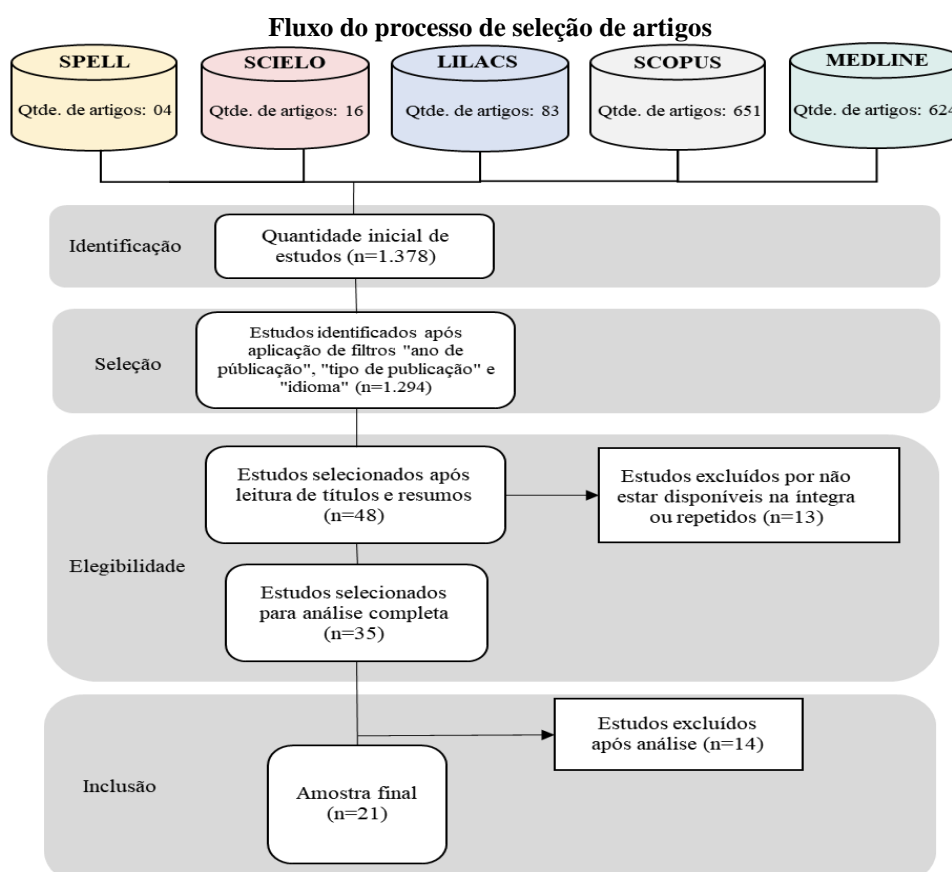 Fluxo do processo de seleção de artigos
SPELL
Qtde. de artigos: 04
SCIELO
Qtde. de artigos: 16
LILACS
Qtde. de artigos: 83
SCOPUS
Qtde. de artigos: 651
MEDLINE
Qtde. de artigos: 624
Identificação
Quantidade inicial de
estudos (n=1.378)
Seleção
Estudos identificados após
aplicação de filtros "ano de
públicação", "tipo de publicação" e
"idioma" (n=1.294)
Elegibilidade
Estudos selecionados após
leitura de títulos e resumos
(n=48)
Estudos excluídos por não
estar disponíveis na íntegra
ou repetidos (n=13)
Estudos selecionados
para análise completa
(n=35)
Inclusão
Estudos excluídos
após análise (n=14)
Amostra final
(n=21)